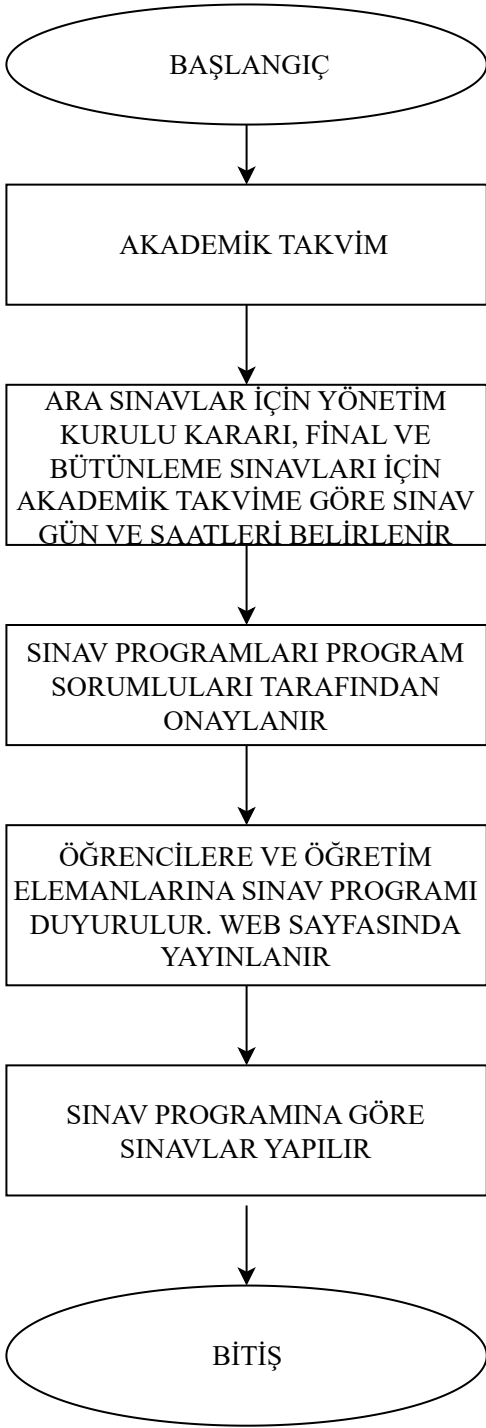 BAŞLANGIÇ
AKADEMİK TAKVİM
ARA SINAVLAR İÇİN YÖNETİM
KURULU KARARI, FİNAL VE
BÜTÜNLEME SINAVLARI İÇİN
AKADEMİK TAKVİME GÖRE SINAV
GÜN VE SAATLERİ BELİRLENİR
SINAV PROGRAMLARI PROGRAM
SORUMLULARI TARAFINDAN
ONAYLANIR
ÖĞRENCİLERE VE ÖĞRETİM
ELEMANLARINA SINAV PROGRAMI
DUYURULUR. WEB SAYFASINDA
YAYINLANIR
SINAV PROGRAMINA GÖRE
SINAVLAR YAPILIR
BİTİŞ